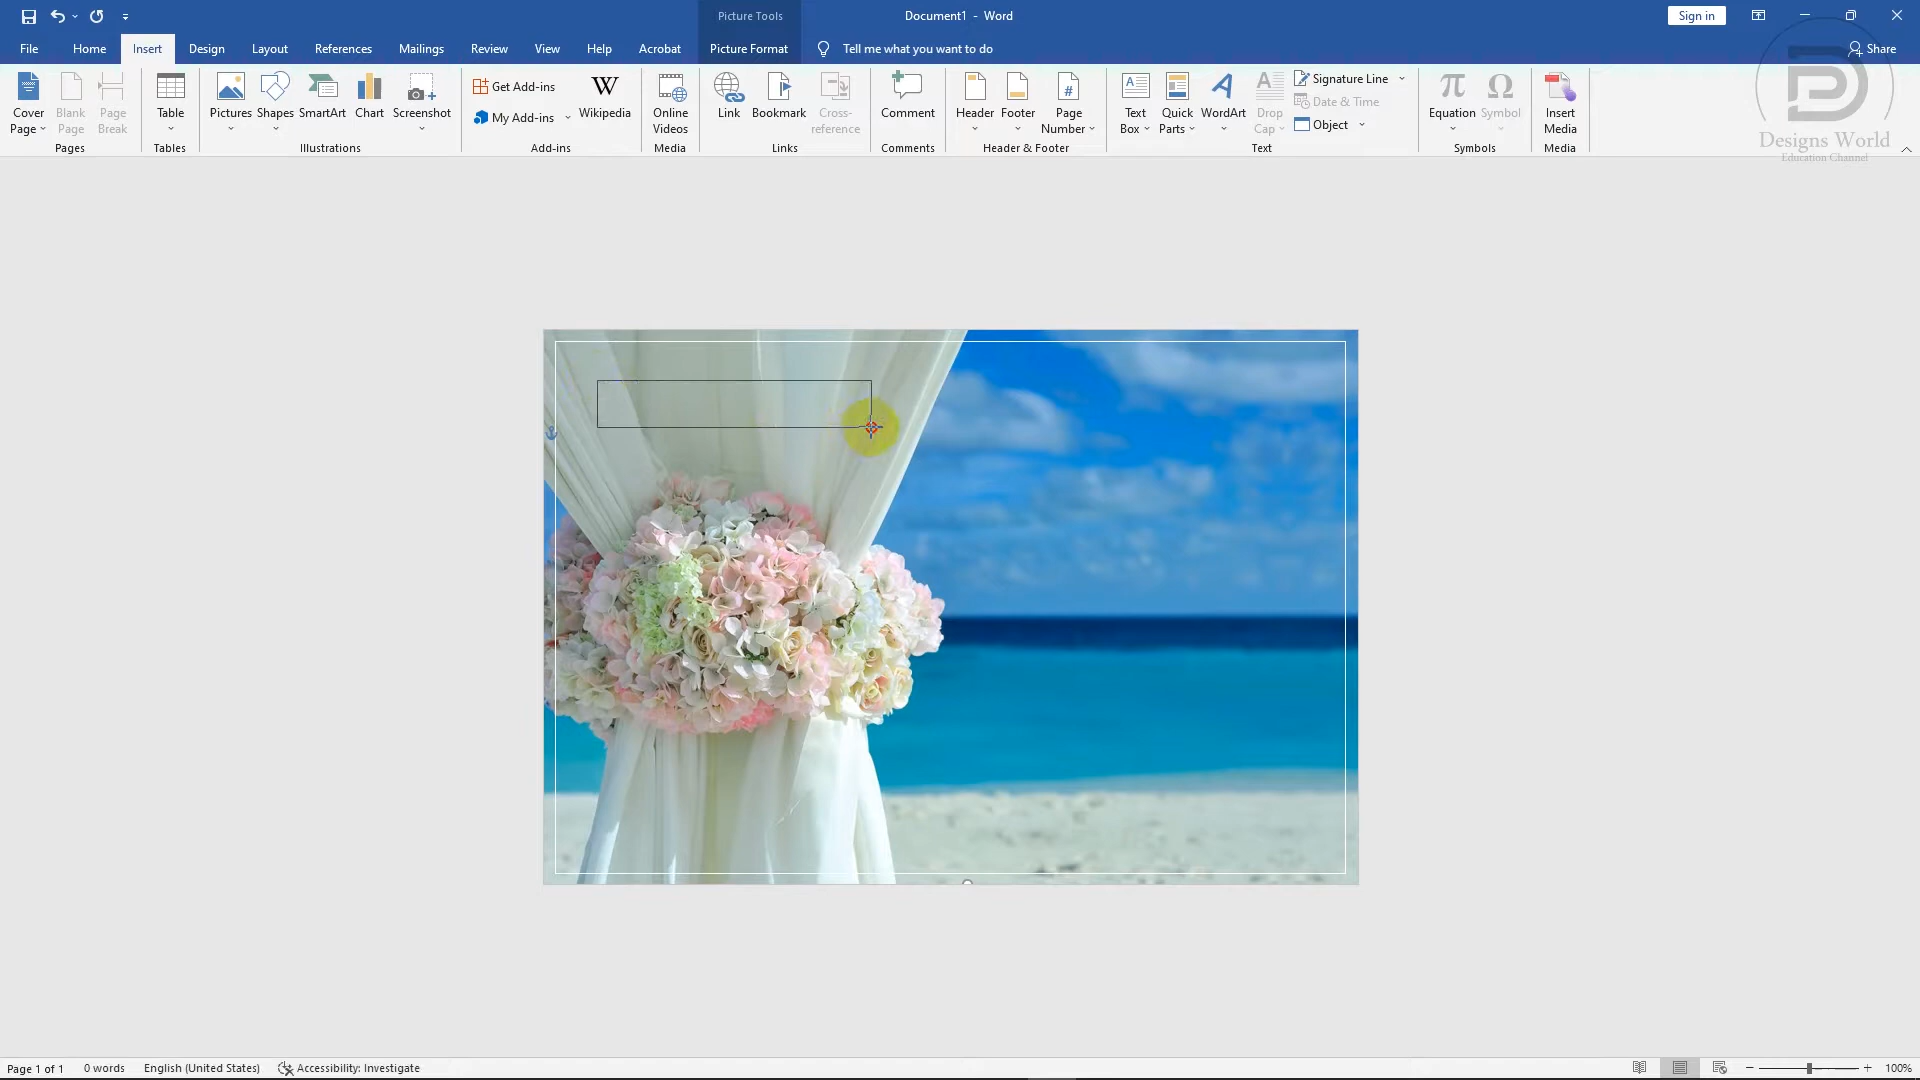 Picture Tools
Document1 - Word
Sign in
File
Home
Insert
Design
Layout
References
Mailings
Review
View
Help
Acrobat
Picture Format
Tell me what you want to do
Share
Cover Page
Blank Page
Page Break
Table
Pictures
Shapes
SmartArt
Chart
Screenshot
Get Add-ins
My Add-ins
W
Wikipedia
Online Videos
Link
Bookmark
Cross-reference
Comment
Header
Footer
#
Page Number
A
Text Box
Quick Parts
A
WordArt
A
Drop Cap
Signature Line
Date & Time
Object
π
Equation
Ω
Symbol
Insert Media
Pages
Tables
Illustrations
Add-ins
Media
Links
Comments
Header & Footer
Text
Symbols
Media
Designs World
Education Channel
Page 1 of 1
0 words
English (United States)
Accessibility: Investigate
100%